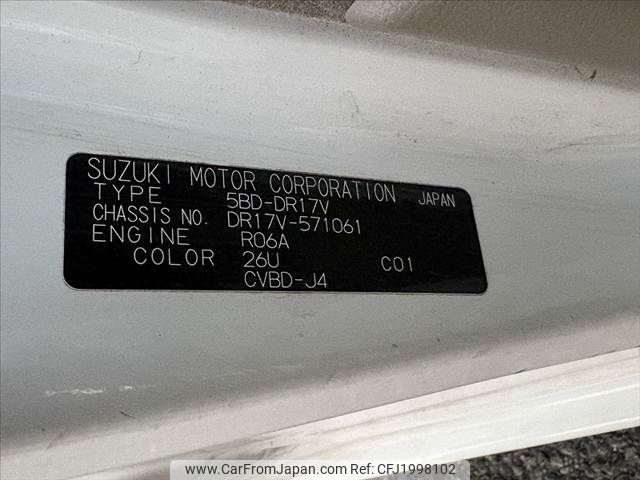 SUZUKI MOTOR CORPORATION JAPAN
TYPE 5BD-DR17V
CHASSIS NO. DR17V-571061
ENGINE R06A
COLOR 26U C01
CVBD-J4
www.CarFromJapan.com Ref:CFJ1998102